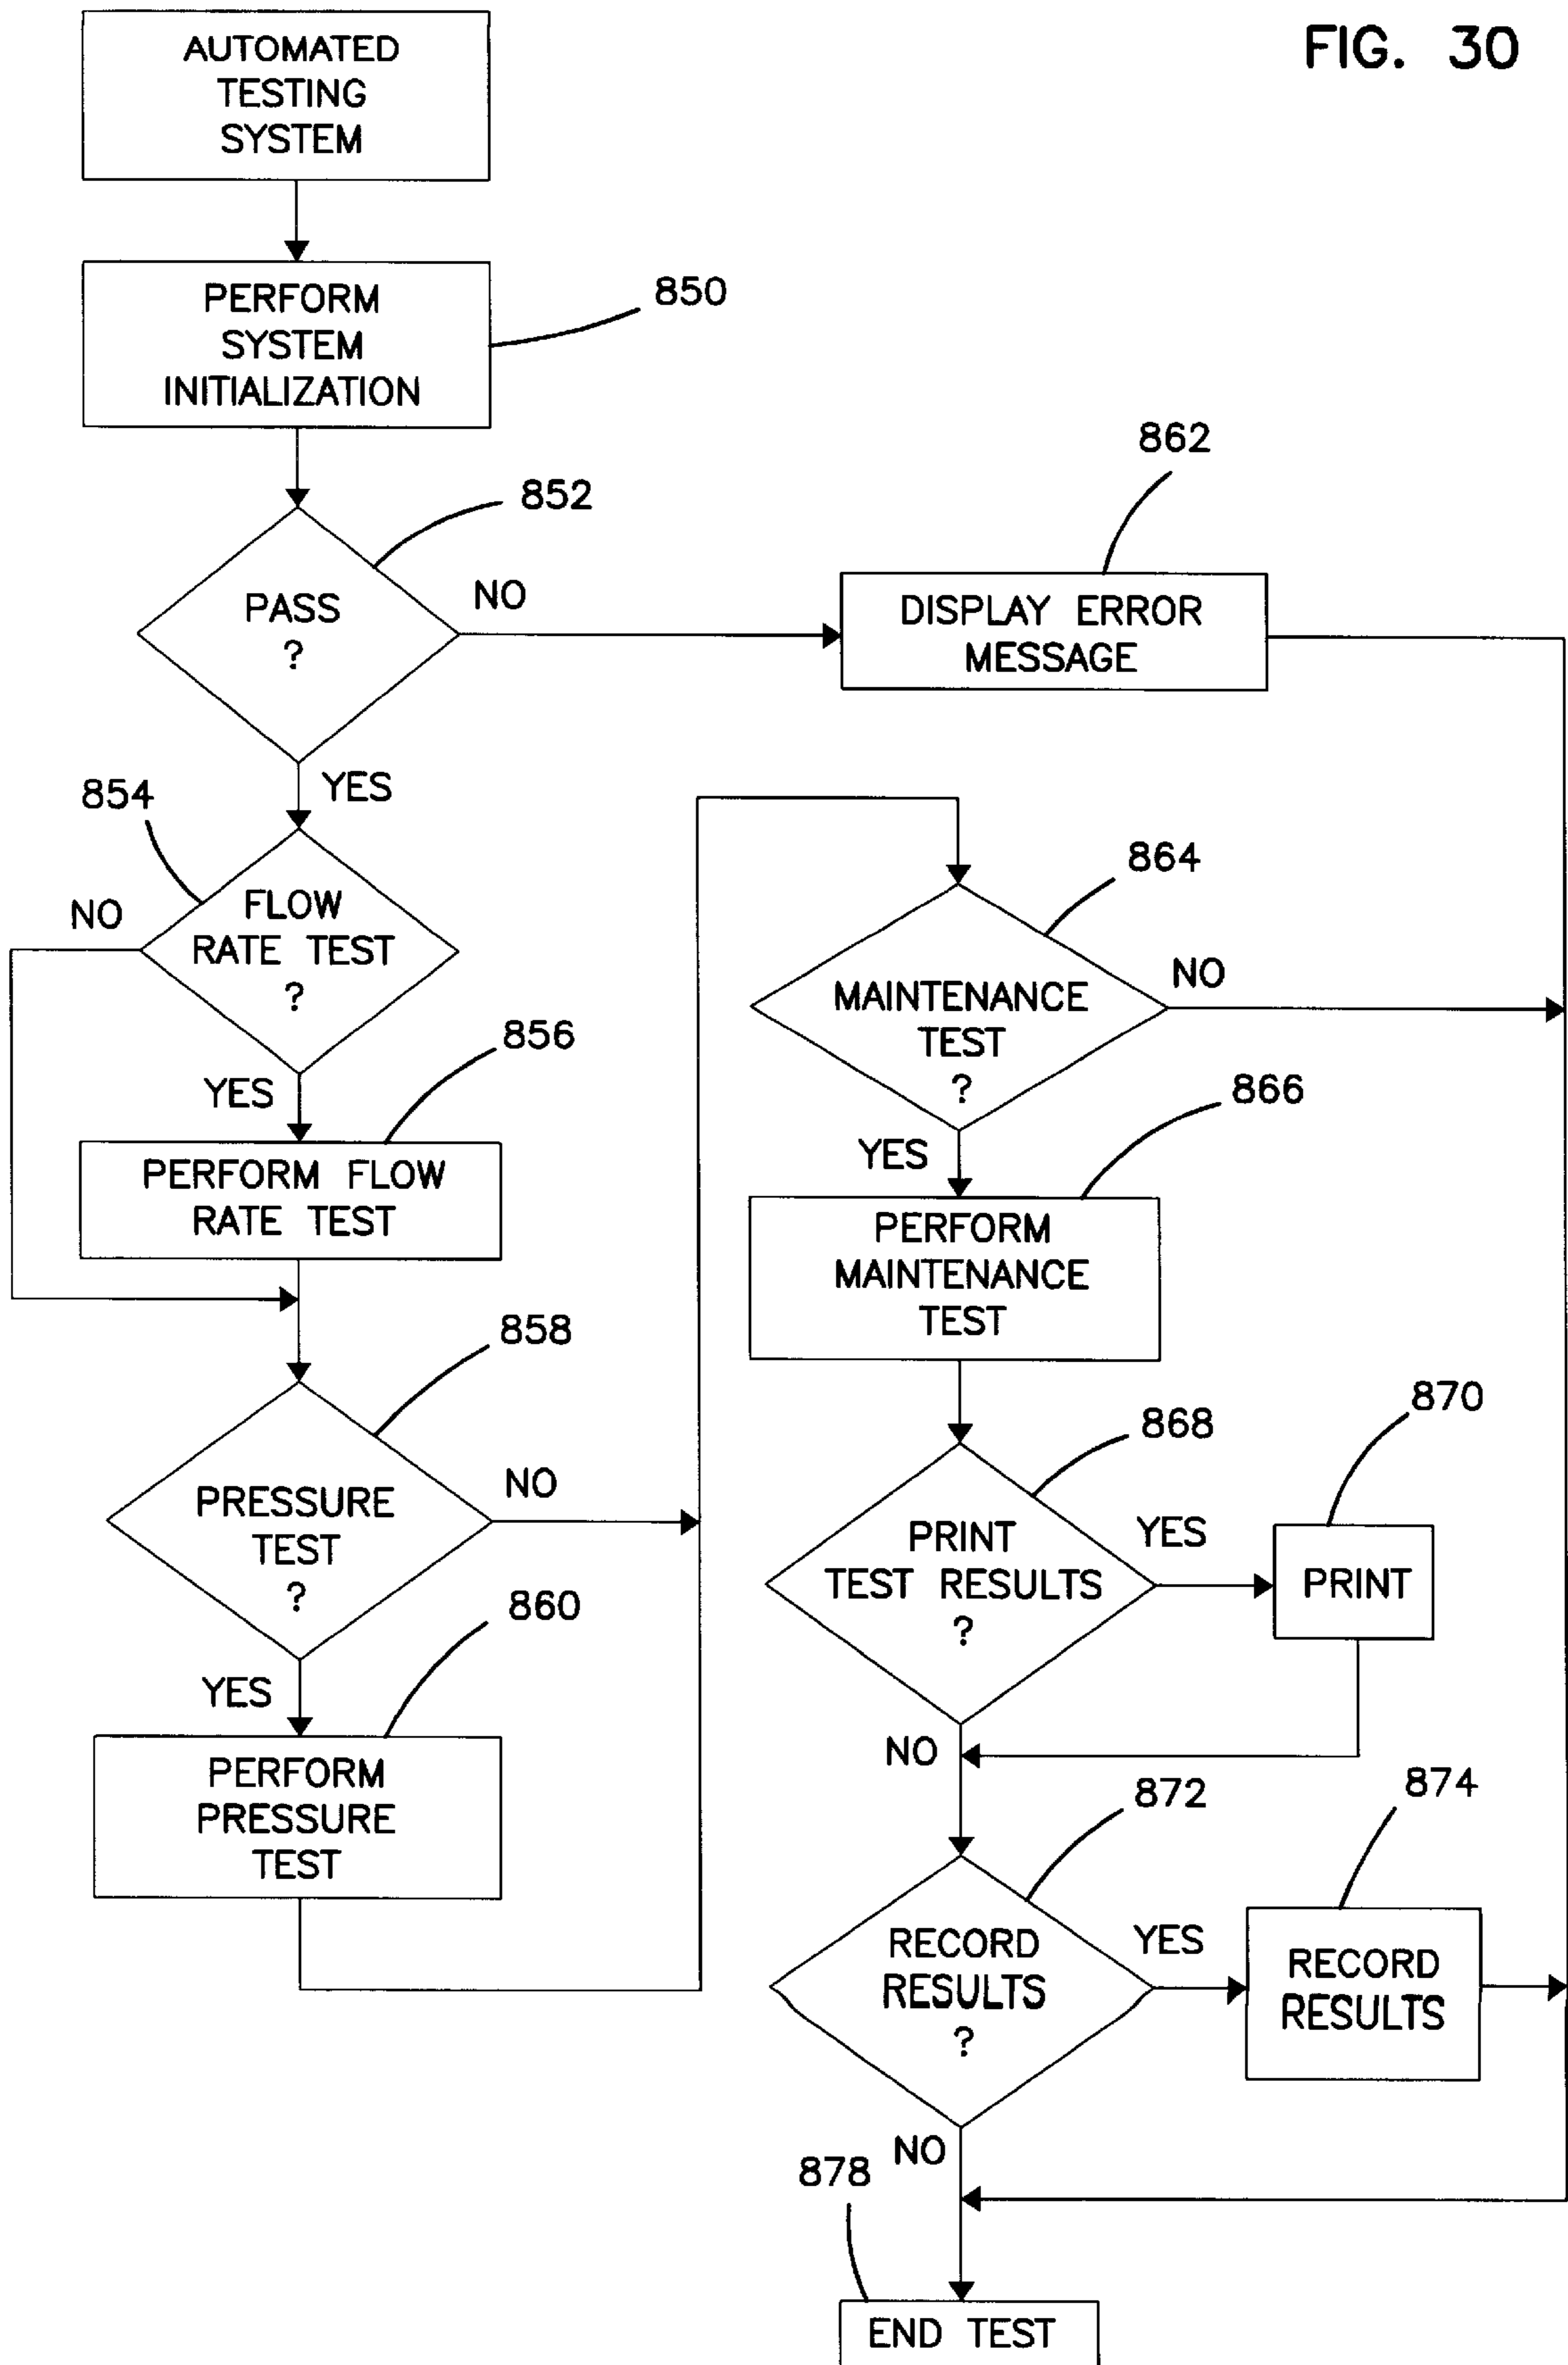 FIG. 30
AUTOMATED
TESTING
SYSTEM
PERFORM
SYSTEM
INITIALIZATION
850
852
PASS
?
NO
862
DISPLAY ERROR
MESSAGE
YES
854
FLOW
RATE TEST
?
NO
YES
856
PERFORM FLOW
RATE TEST
858
PRESSURE
TEST
?
NO
YES
860
PERFORM
PRESSURE
TEST
864
MAINTENANCE
TEST
?
NO
YES
866
PERFORM
MAINTENANCE
TEST
868
PRINT
TEST RESULTS
?
YES
870
PRINT
NO
872
RECORD
RESULTS
?
YES
874
RECORD
RESULTS
NO
878
END TEST